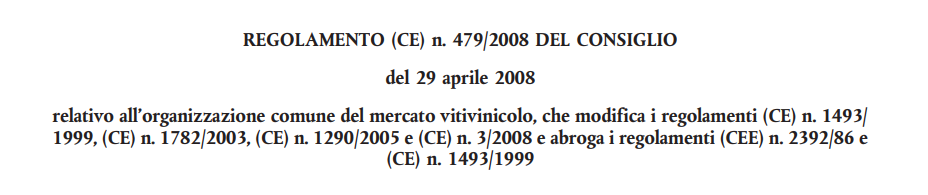 REGOLAMENTO (CE) n. 479/2008 DEL CONSIGLIO
del 29 aprile 2008
relativo all'organizzazione comune del mercato vitivinicolo, che modifica i regolamenti (CE) n. 1493/
1999, (CE) n. 1782/2003, (CE) n. 1290/2005 e (CE) n. 3/2008 e abroga i regolamenti (CEE) n. 2392/86 e
(CE) n. 1493/1999